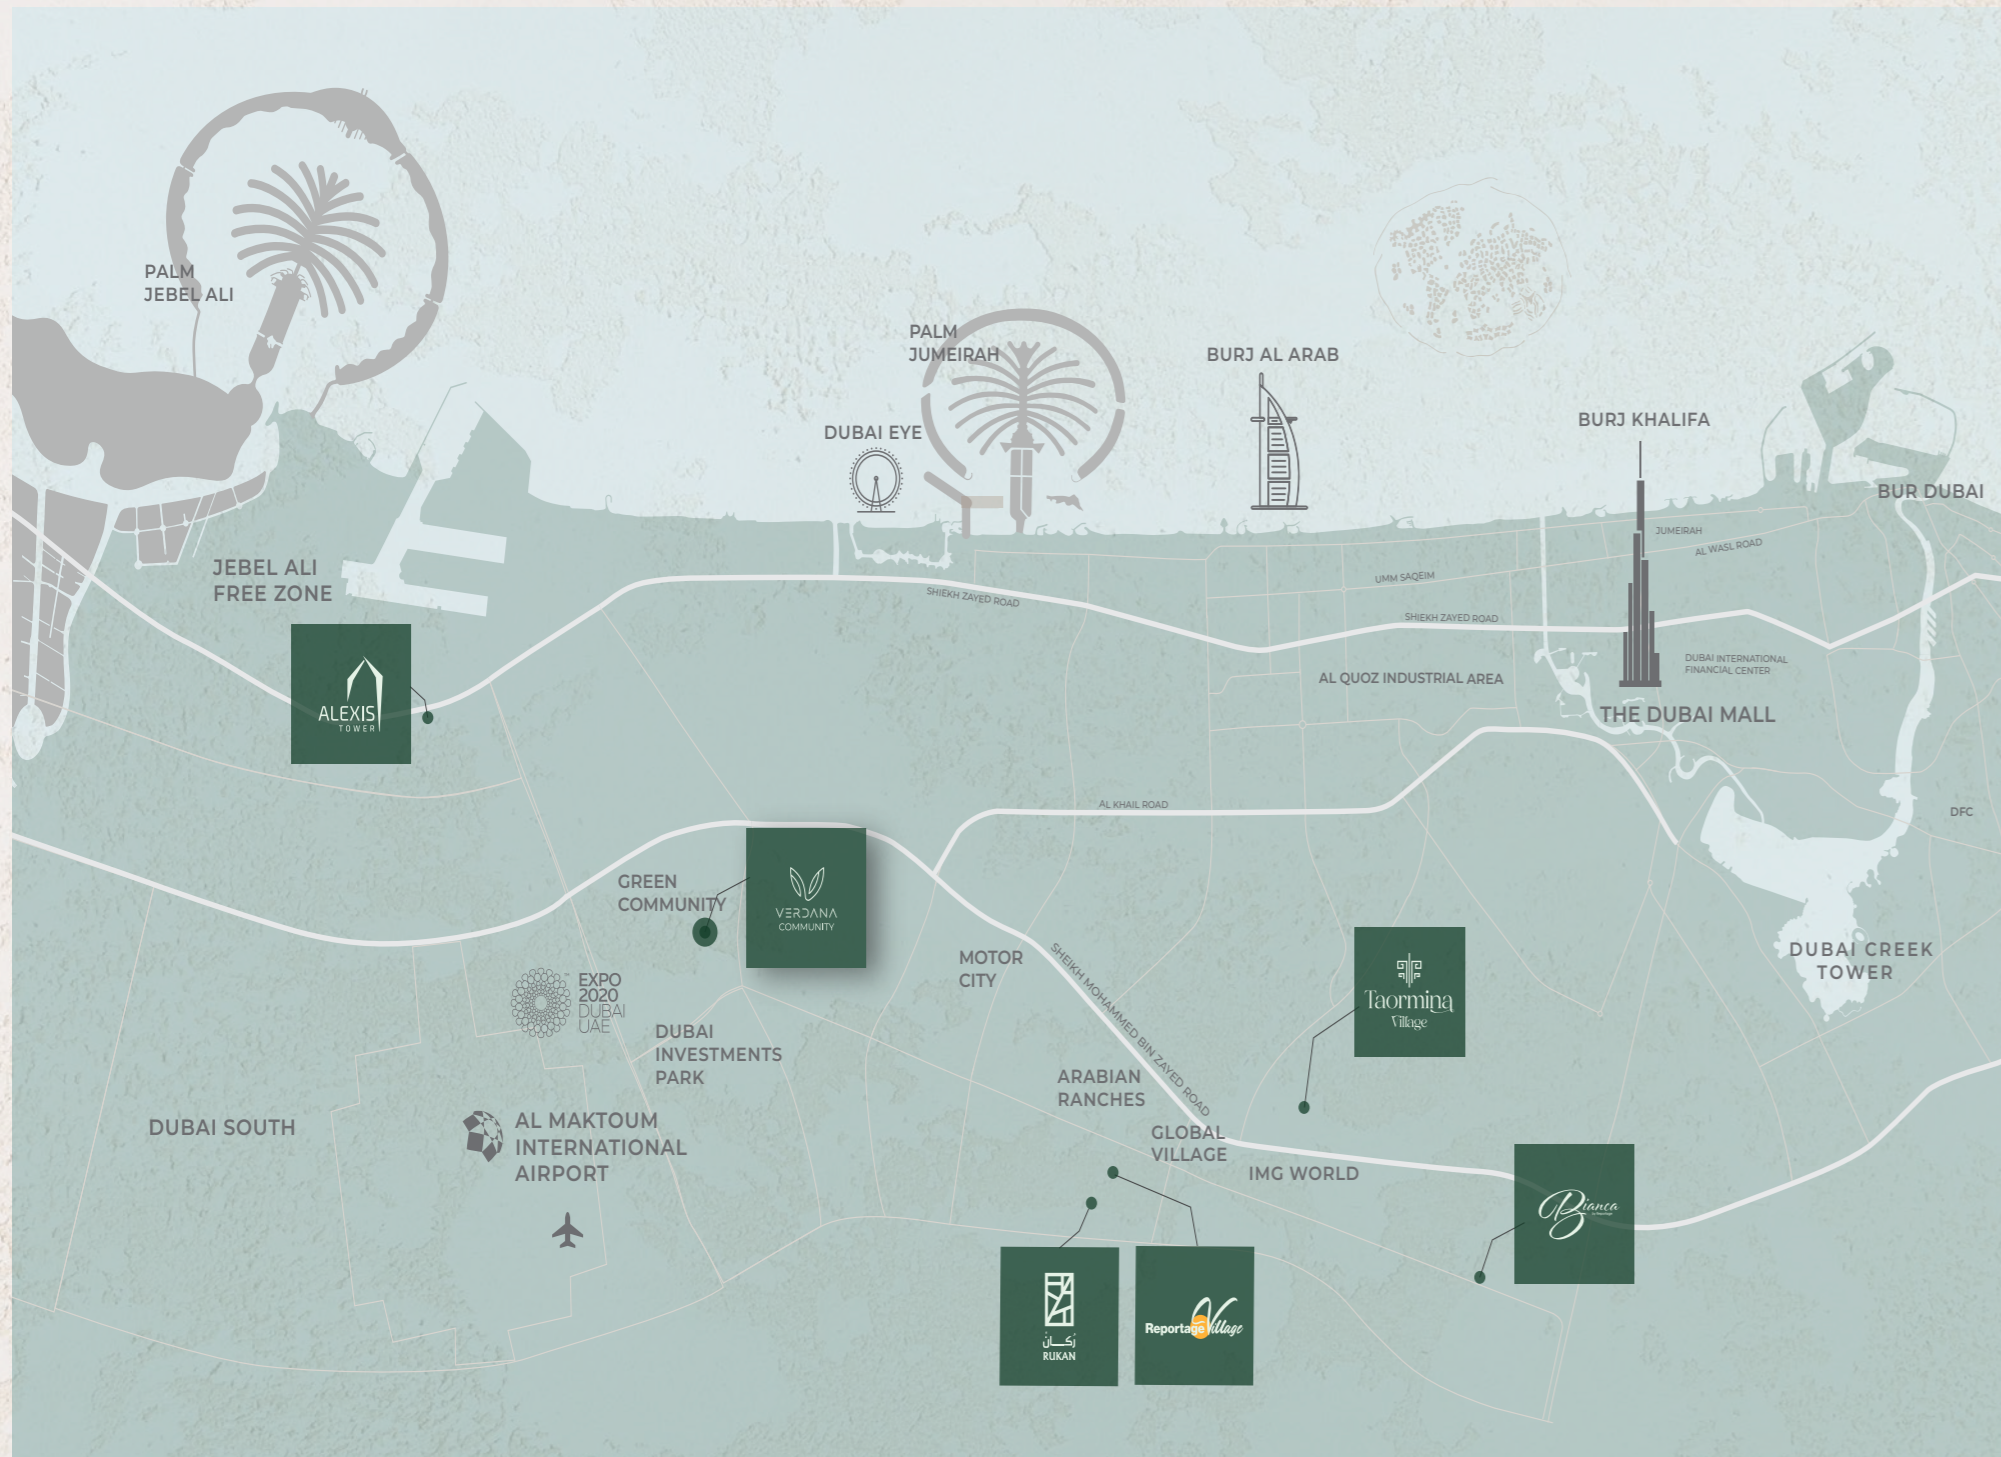 PALM
JEBEL ALI
PALM
JUMEIRAH
BURJ AL ARAB
BURJ KHALIFA
DUBAI EYE
BUR DUBAI
JUMEIRAH
AL WASL ROAD
UMM SAQEIM
JEBEL ALI
FREE ZONE
SHIEKH ZAYED ROAD
SHIEKH ZAYED ROAD
DUBAI INTERNATIONAL
FINANCIAL CENTER
AL QUOZ INDUSTRIAL AREA
ALEXIS
TOWER
THE DUBAI MALL
AL KHAIL ROAD
DFC
GREEN
COMMUNITY
VERDANA
COMMUNITY
MOTOR
CITY
SHEIKH MOHAMMED BIN ZAYED ROAD
DUBAI CREEK
TOWER
Taormina
Village
EXPO
2020
DUBAI
UAE
DUBAI
INVESTMENTS
PARK
ARABIAN
RANCHES
DUBAI SOUTH
AL MAKTOUM
INTERNATIONAL
AIRPORT
GLOBAL
VILLAGE
IMG WORLD
Bianca
رُكــانْ
RUKAN
Reportage Village